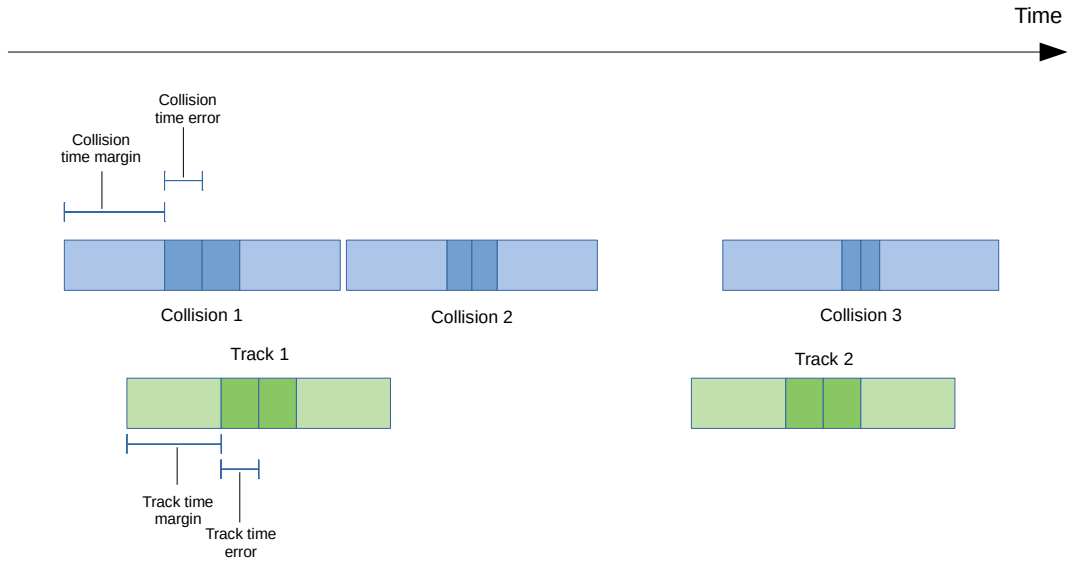 Time
Collision
time error
Collision
time margin
Collision 1
Collision 2
Collision 3
Track 1
Track 2
Track time
margin
Track time
error